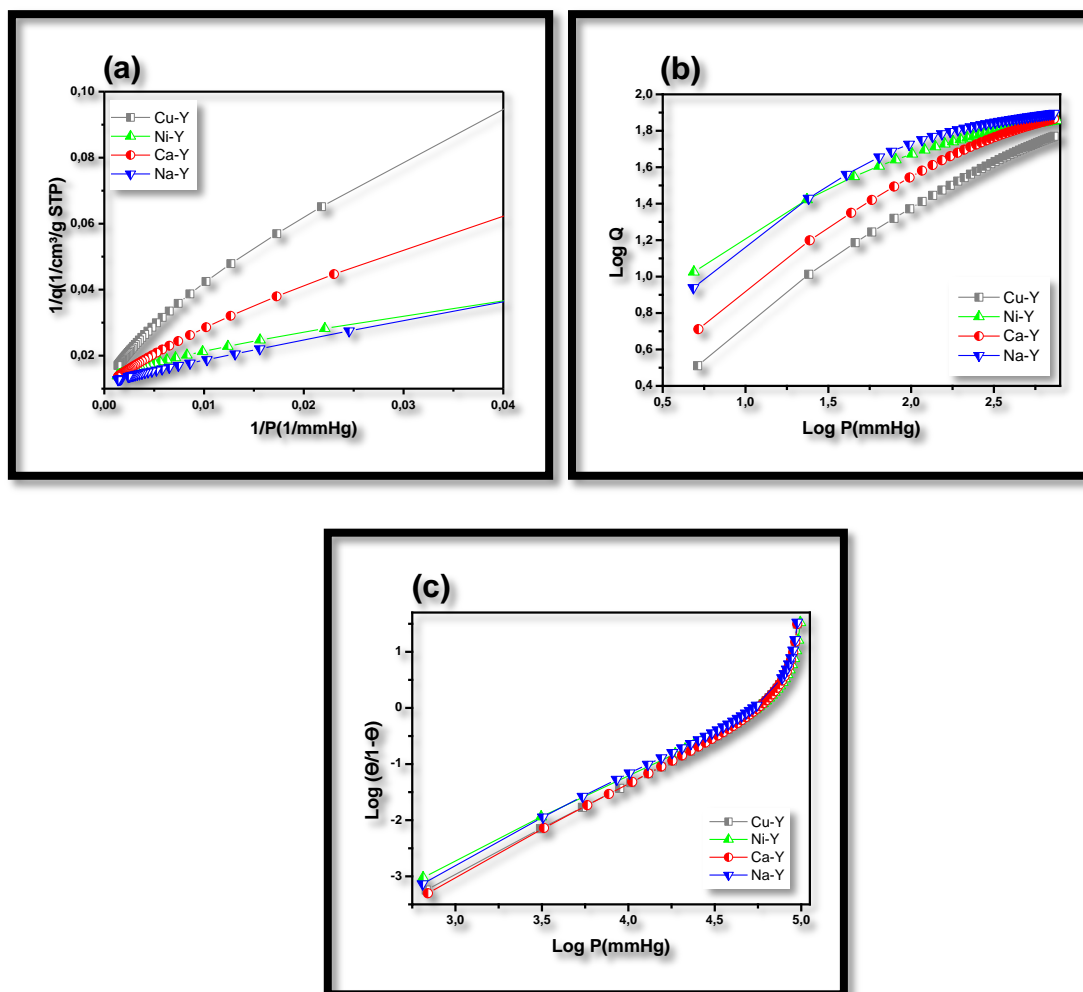 (a)
0,10
0,08
0,06
0,04
0,02
1/q(1/cm³/g STP)
Cu-Y
Ni-Y
Ca-Y
Na-Y
0,00 0,01 0,02 0,03 0,04
1/P(1/mmHg)
(b)
2,0
1,8
1,6
1,4
1,2
1,0
0,8
0,6
0,4
Log Q
Cu-Y
Ni-Y
Ca-Y
Na-Y
0,5 1,0 1,5 2,0 2,5
Log P(mmHg)
(c)
1
0
-1
-2
-3
Log (Ɵ/1-Ɵ)
Cu-Y
Ni-Y
Ca-Y
Na-Y
3,0 3,5 4,0 4,5 5,0
Log P(mmHg)